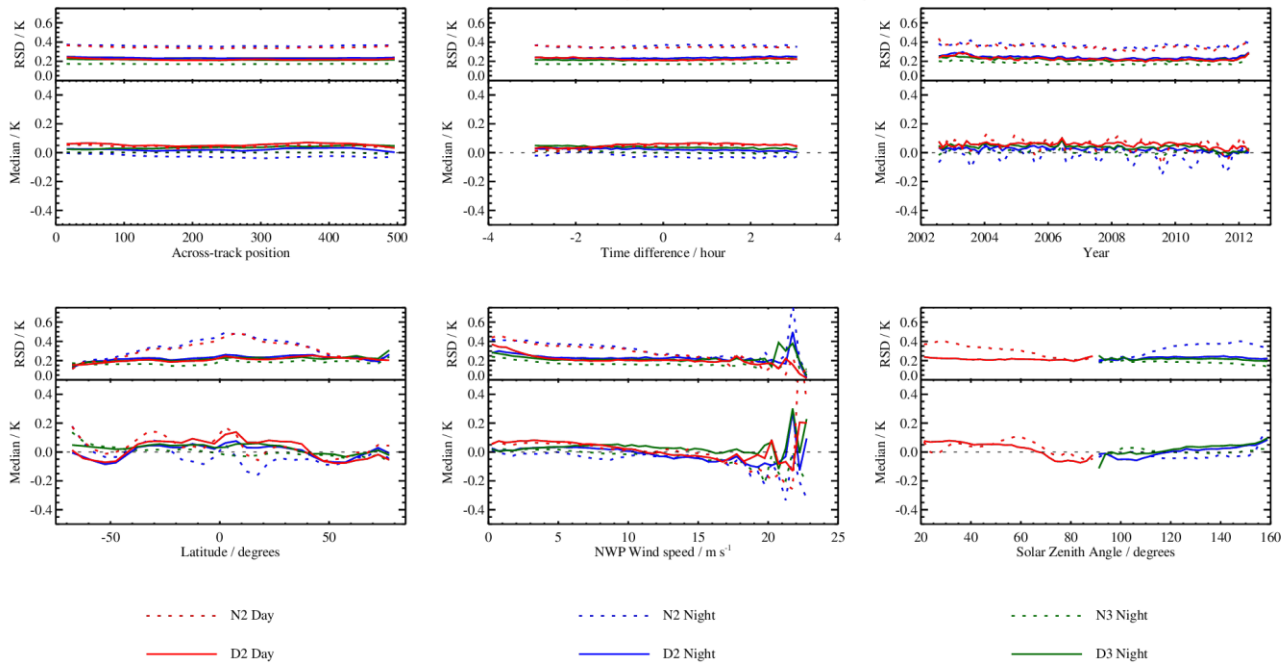 RSD / K
0.6
0.4
0.2
0.0
Median / K
0.4
0.2
0.0
-0.2
-0.4
0 100 200 300 400 500
Across-track position
RSD / K
0.6
0.4
0.2
0.0
Median / K
0.4
0.2
0.0
-0.2
-0.4
-4 -2 0 2 4
Time difference / hour
RSD / K
0.6
0.4
0.2
0.0
Median / K
0.4
0.2
0.0
-0.2
-0.4
2002 2004 2006 2008 2010 2012
Year
RSD / K
0.6
0.4
0.2
0.0
Median / K
0.4
0.2
0.0
-0.2
-0.4
-50 0 50
Latitude / degrees
RSD / K
0.6
0.4
0.2
0.0
Median / K
0.4
0.2
0.0
-0.2
-0.4
0 5 10 15 20 25
NWP Wind speed / m s⁻¹
RSD / K
0.6
0.4
0.2
0.0
Median / K
0.4
0.2
0.0
-0.2
-0.4
20 40 60 80 100 120 140 160
Solar Zenith Angle / degrees
N2 Day
N2 Night
N3 Night
D2 Day
D2 Night
D3 Night